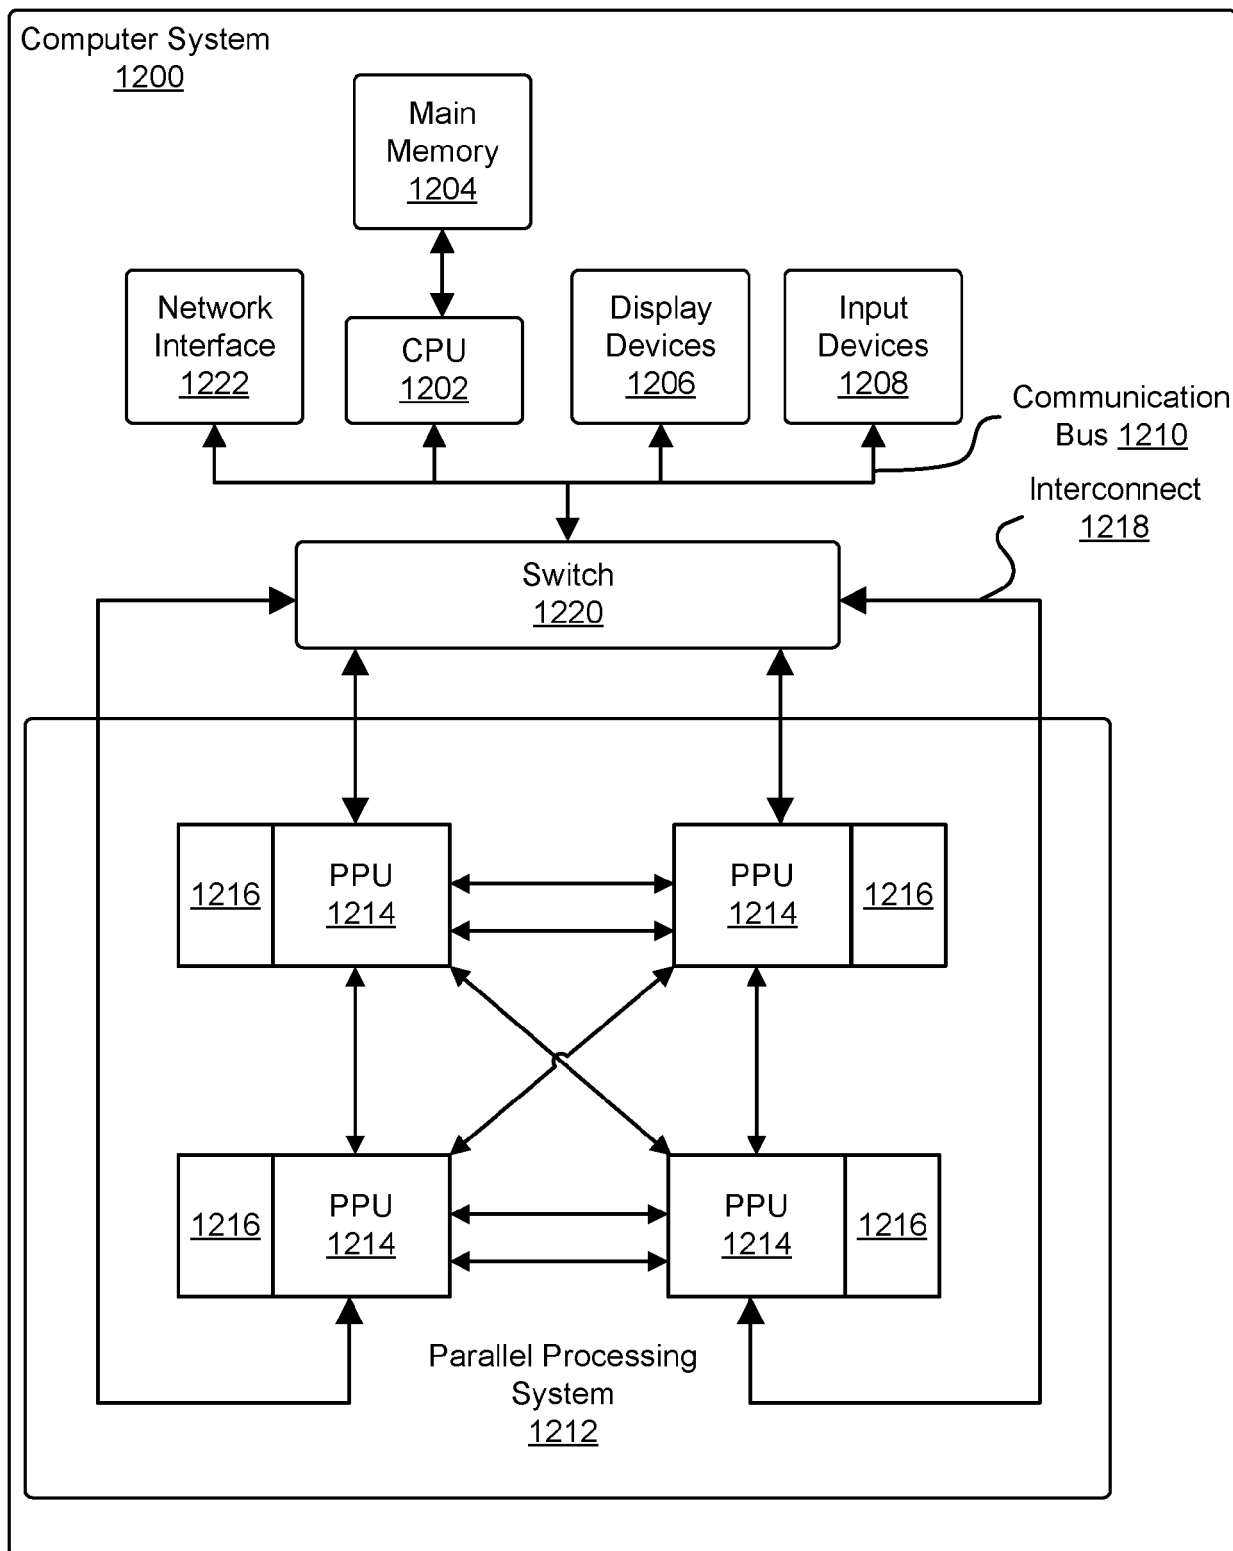 Computer System
1200
Main
Memory
1204
Network
Interface
1222
CPU
1202
Display
Devices
1206
Input
Devices
1208
Communication
Bus 1210
Interconnect
1218
Switch
1220
1216
PPU
1214
PPU
1214
1216
1216
PPU
1214
PPU
1214
1216
Parallel Processing
System
1212